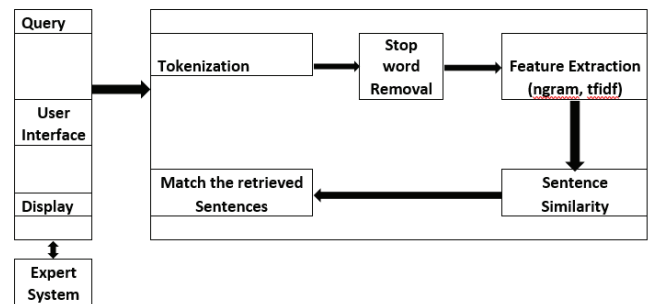 Query
User
Interface
Display
Expert
System
Tokenization
Stop
word
Removal
Feature Extraction
(ngram, tfidf)
Sentence
Similarity
Match the retrieved
Sentences